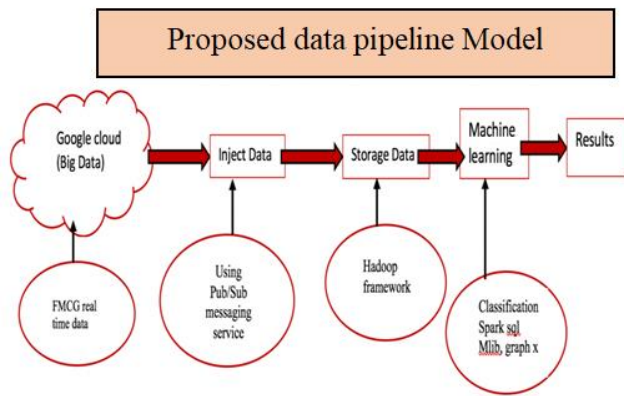 Proposed data pipeline Model
Google cloud
(Big Data)
Inject Data
Storage Data
Machine
learning
Results
FMCG real
time data
Using
Pub/Sub
messaging
service
Hadoop
framework
Classification
Spark sql
Mlib, graph x